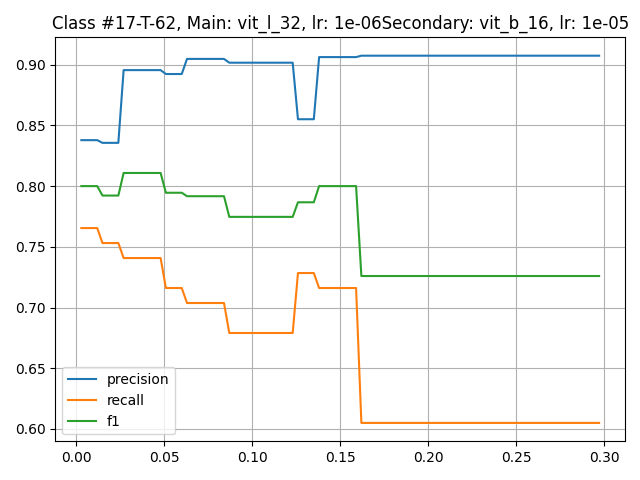 Class #17-T-62, Main: vit_l_32, lr: 1e-06Secondary: vit_b_16, lr: 1e-05
0.90
0.85
0.80
0.75
0.70
0.65
0.60
precision
recall
f1
0.00 0.05 0.10 0.15 0.20 0.25 0.30